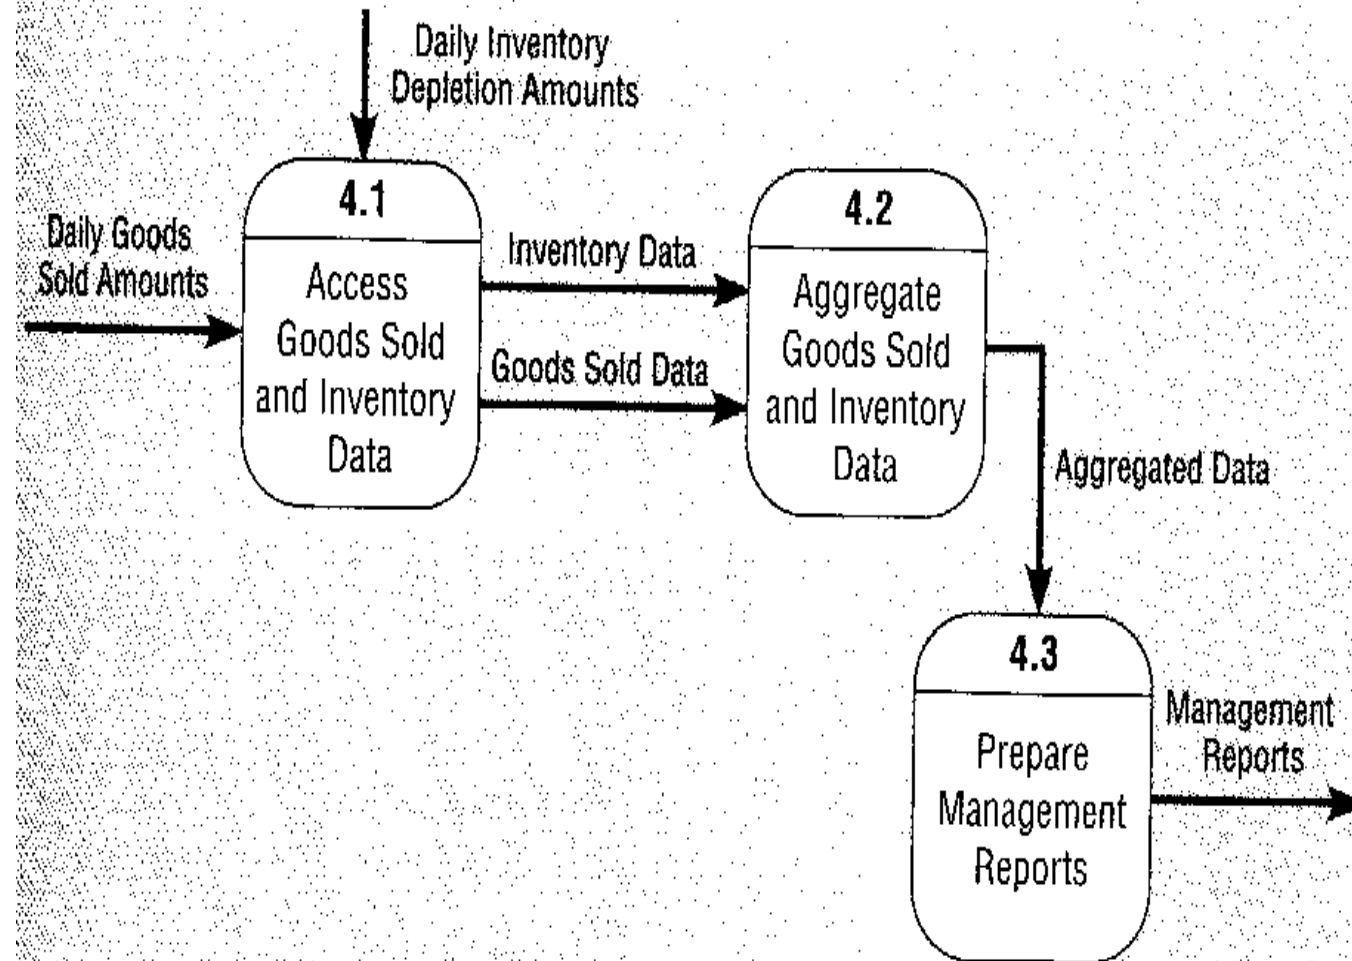 Daily Inventory
Depletion Amounts
4.1
Access
Goods Sold
and Inventory
Data
Daily Goods
Sold Amounts
Inventory Data
Goods Sold Data
4.2
Aggregate
Goods Sold
and Inventory
Data
Aggregated Data
4.3
Prepare
Management
Reports
Management
Reports